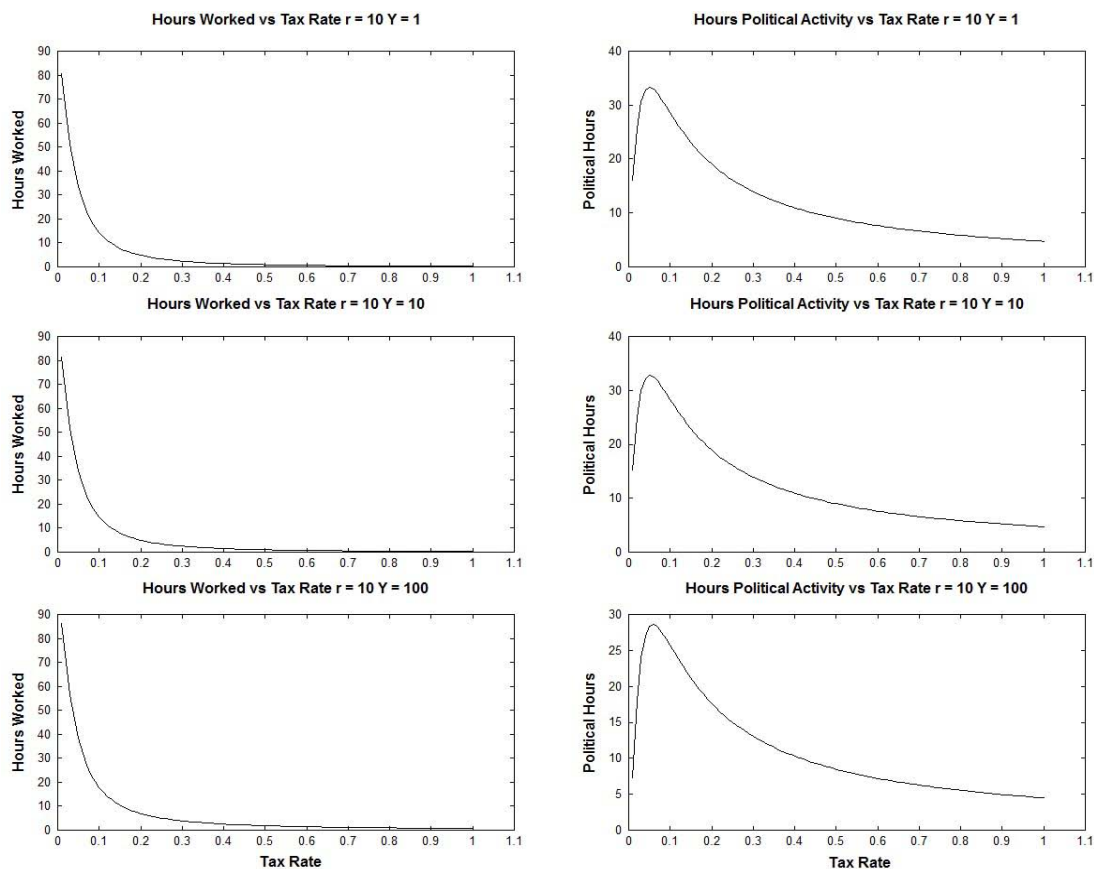 Hours Worked vs Tax Rate r = 10 Y = 1
90
80
70
60
50
40
30
20
10
0
Hours Worked
0 0.1 0.2 0.3 0.4 0.5 0.6 0.7 0.8 0.9 1 1.1
Hours Political Activity vs Tax Rate r = 10 Y = 1
40
30
20
10
0
Political Hours
0 0.1 0.2 0.3 0.4 0.5 0.6 0.7 0.8 0.9 1 1.1
Hours Worked vs Tax Rate r = 10 Y = 10
90
80
70
60
50
40
30
20
10
0
Hours Worked
0 0.1 0.2 0.3 0.4 0.5 0.6 0.7 0.8 0.9 1 1.1
Hours Political Activity vs Tax Rate r = 10 Y = 10
40
30
20
10
0
Political Hours
0 0.1 0.2 0.3 0.4 0.5 0.6 0.7 0.8 0.9 1 1.1
Hours Worked vs Tax Rate r = 10 Y = 100
90
80
70
60
50
40
30
20
10
0
Hours Worked
0 0.1 0.2 0.3 0.4 0.5 0.6 0.7 0.8 0.9 1 1.1
Tax Rate
Hours Political Activity vs Tax Rate r = 10 Y = 100
30
25
20
15
10
5
0
Political Hours
0 0.1 0.2 0.3 0.4 0.5 0.6 0.7 0.8 0.9 1 1.1
Tax Rate